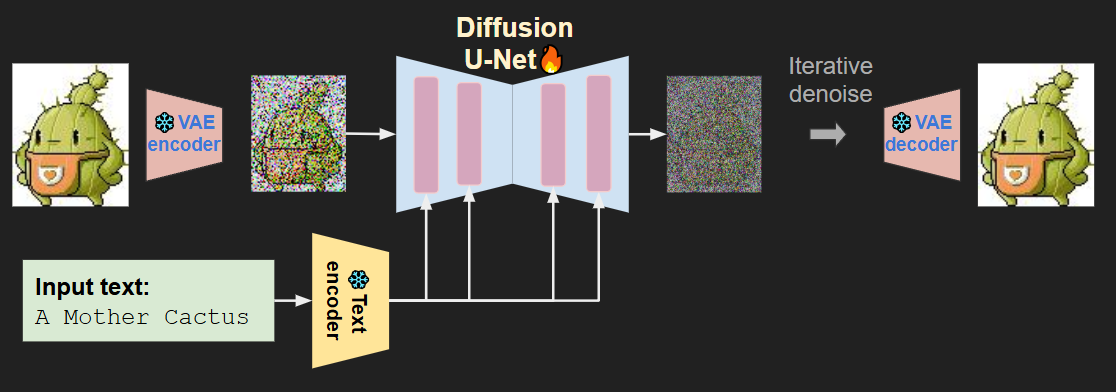 Diffusion
U-Net
Iterative
denoise
VAE
encoder
VAE
decoder
Text
encoder
Input text:
A Mother Cactus